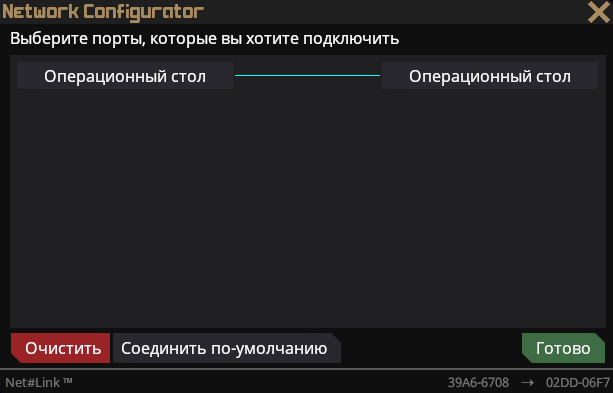 Network Configurator
Выберите порты, которые вы хотите подключить
Операционный стол Операционный стол
Очистить Соединить по-умолчанию Готово
Net#Link ™ 39A6-6708 → 02DD-06F7